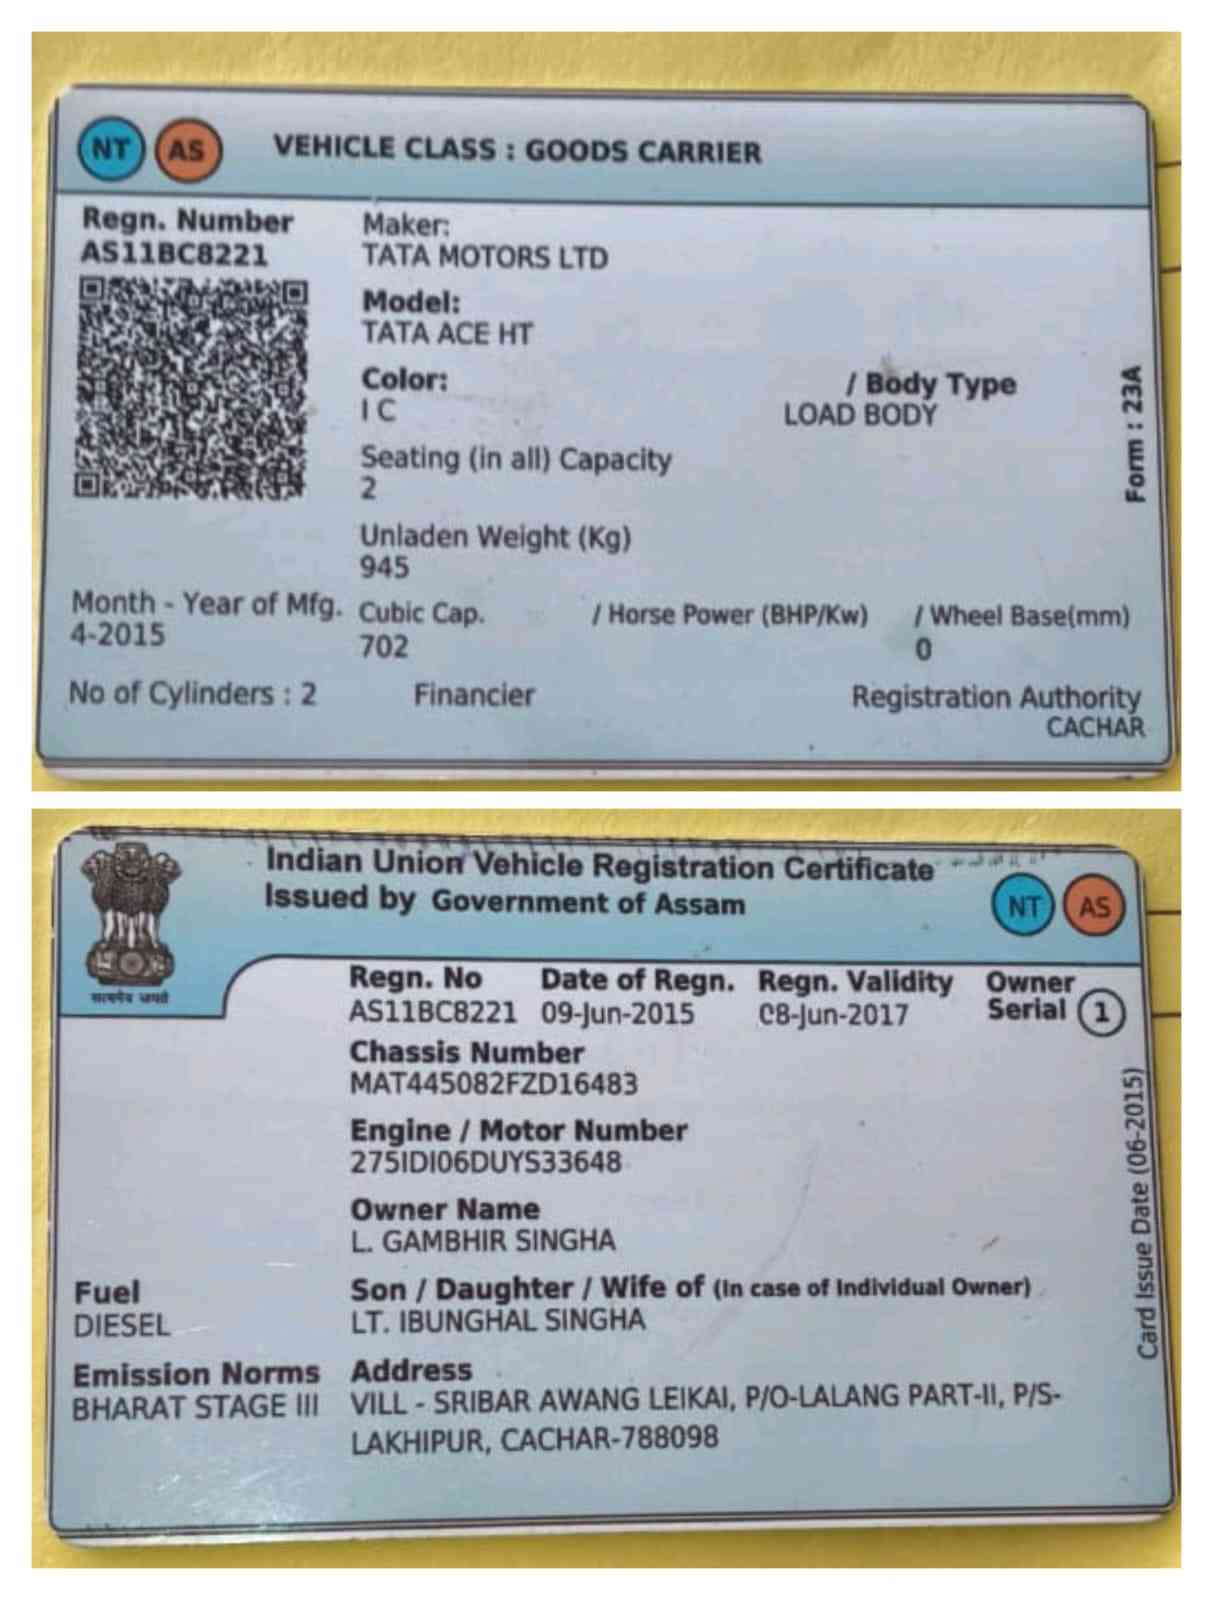 NT AS VEHICLE CLASS : GOODS CARRIER
Regn. Number
AS11BC8221
Maker:
TATA MOTORS LTD
Model:
TATA ACE HT
Color: / Body Type
I C LOAD BODY
Seating (in all) Capacity
2
Unladen Weight (Kg)
945
Form : 23A
Month - Year of Mfg.
4-2015
Cubic Cap. / Horse Power (BHP/Kw) / Wheel Base(mm)
702 0
No of Cylinders : 2 Financier Registration Authority
CACHAR
Indian Union Vehicle Registration Certificate
Issued by Government of Assam
NT AS
सत्यमेव जयते
Regn. No Date of Regn. Regn. Validity Owner
AS11BC8221 09-Jun-2015 08-Jun-2017 Serial 1
Chassis Number
MAT445082FZD16483
Engine / Motor Number
275IDI06DUYS33648
Owner Name
L. GAMBHIR SINGHA
Card Issue Date (06-2015)
Fuel
DIESEL
Son / Daughter / Wife of (In case of Individual Owner)
LT. IBUNGHAL SINGHA
Emission Norms
BHARAT STAGE III
Address
VILL - SRIBAR AWANG LEIKAI, P/O-LALANG PART-II, P/S-
LAKHIPUR, CACHAR-788098